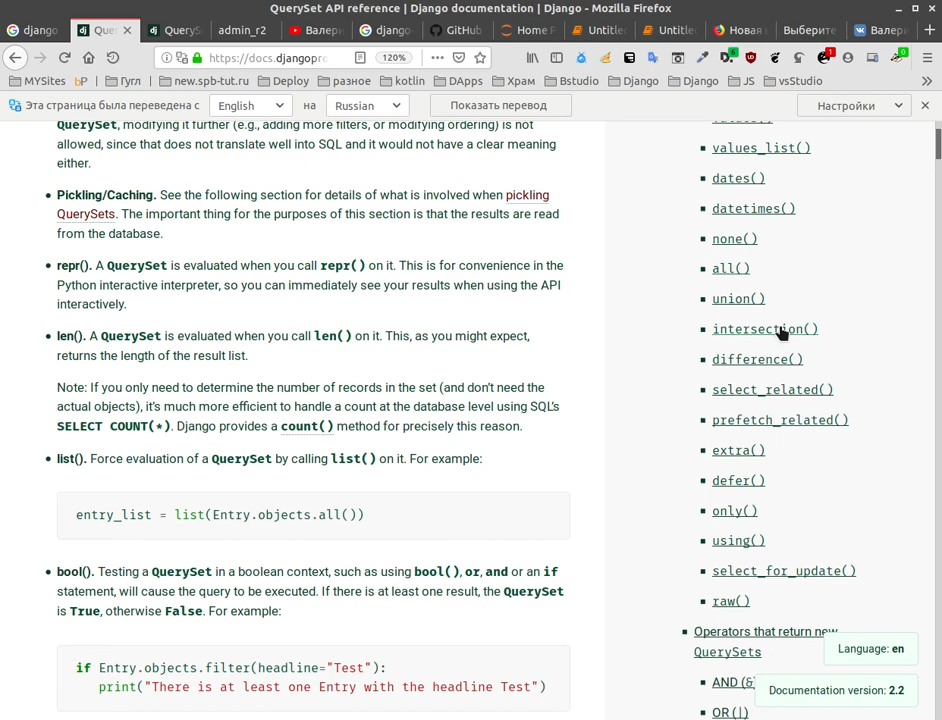 QuerySet API reference | Django documentation | Django - Mozilla Firefox
django
Que
QueryS
admin_r2
Валери
django-
GitHub
Home P
Untitle
Untitle
Новая
Выберите
Валери
https://docs.djangopro
120%
MYSites
bP
Гугл
new.spb-tut.ru
Deploy
разное
kotlin
DApps
Храм
Bstudio
Django
Django
JS
vsStudio
Эта страница была переведена с
English
на
Russian
Показать перевод
Настройки
QuerySet, modifying it further (e.g., adding more filters, or modifying ordering) is not
allowed, since that does not translate well into SQL and it would not have a clear meaning
either.
Pickling/Caching. See the following section for details of what is involved when pickling
QuerySets. The important thing for the purposes of this section is that the results are read
from the database.
repr(). A QuerySet is evaluated when you call repr() on it. This is for convenience in the
Python interactive interpreter, so you can immediately see your results when using the API
interactively.
len(). A QuerySet is evaluated when you call len() on it. This, as you might expect,
returns the length of the result list.
Note: If you only need to determine the number of records in the set (and don't need the
actual objects), it's much more efficient to handle a count at the database level using SQL's
SELECT COUNT(*). Django provides a count() method for precisely this reason.
list(). Force evaluation of a QuerySet by calling list() on it. For example:
entry_list = list(Entry.objects.all())
bool(). Testing a QuerySet in a boolean context, such as using bool(), or, and or an if
statement, will cause the query to be executed. If there is at least one result, the QuerySet
is True, otherwise False. For example:
if Entry.objects.filter(headline="Test"):
print("There is at least one Entry with the headline Test")
values()
values_list()
dates()
datetimes()
none()
all()
union()
intersection()
difference()
select_related()
prefetch_related()
extra()
defer()
only()
using()
select_for_update()
raw()
Operators that return new
QuerySets
AND (&
OR (|)
Language: en
Documentation version: 2.2